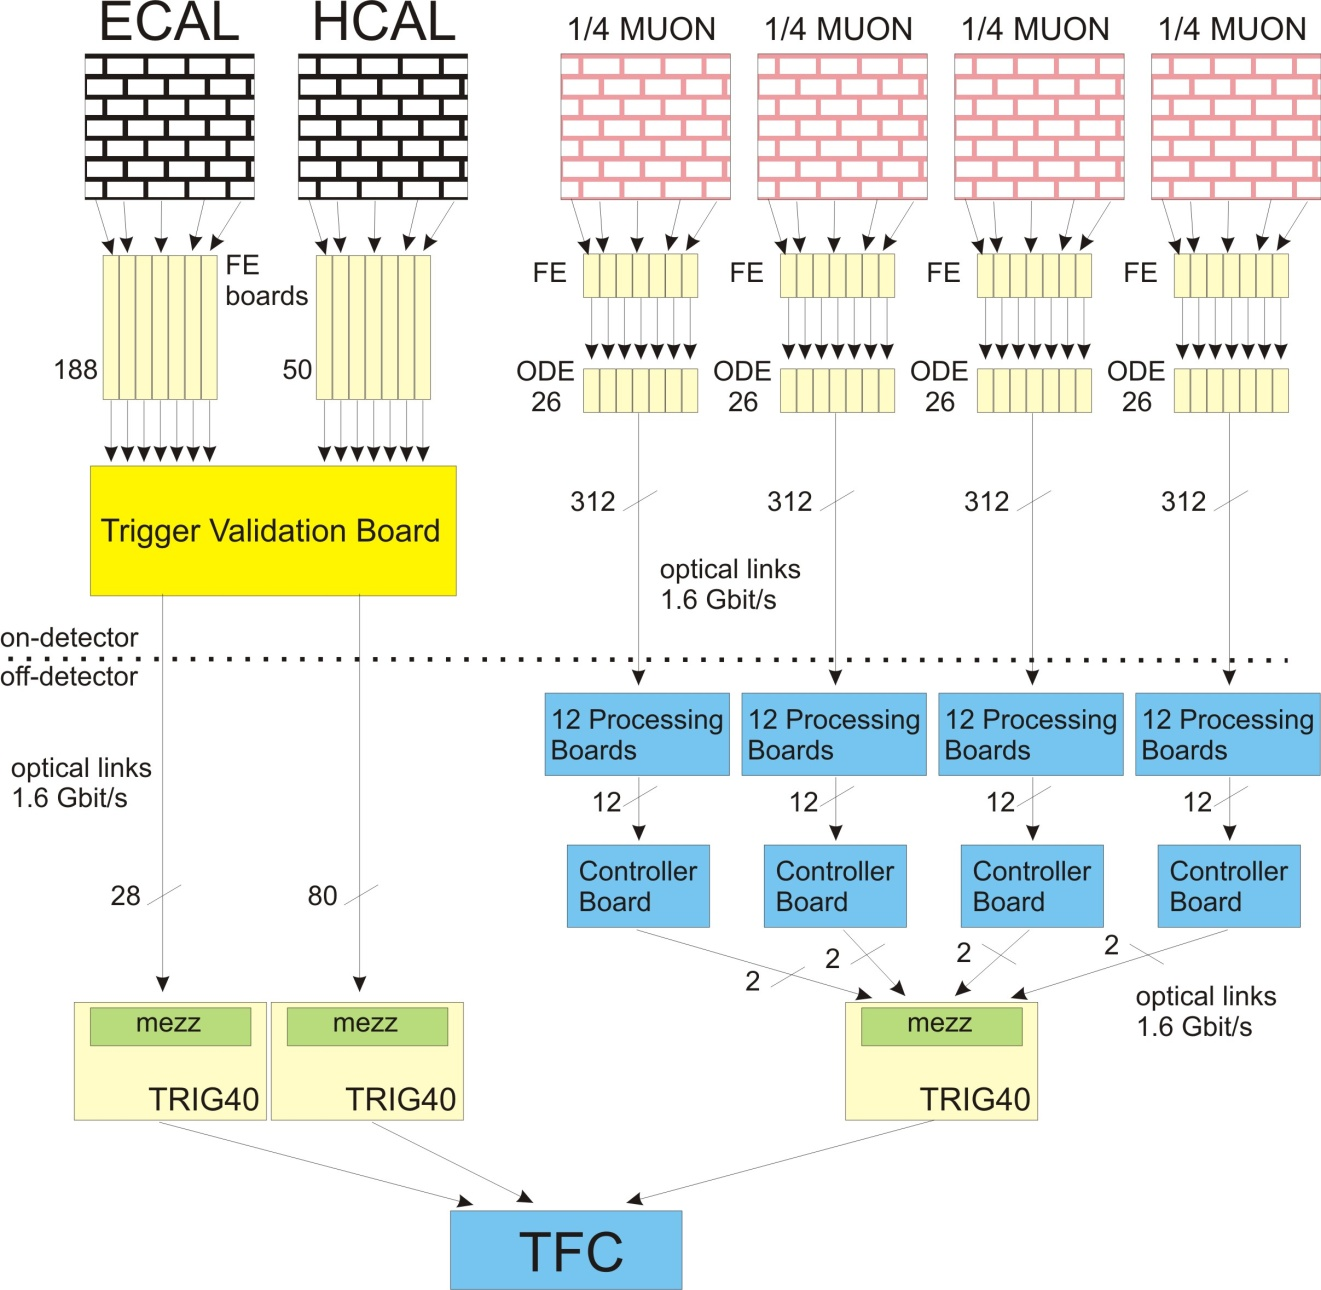 ECAL HCAL 1/4 MUON 1/4 MUON 1/4 MUON 1/4 MUON
FE
boards
FE FE FE FE
188 50
ODE ODE ODE ODE
26 26 26 26
312 312 312 312
Trigger Validation Board
optical links
1.6 Gbit/s
on-detector
off-detector
12 Processing
Boards
12 Processing
Boards
12 Processing
Boards
12 Processing
Boards
optical links
1.6 Gbit/s
12 12 12 12
28 80
Controller
Board
Controller
Board
Controller
Board
Controller
Board
2 2 2 2
optical links
1.6 Gbit/s
mezz mezz mezz
TRIG40 TRIG40 TRIG40
TFC